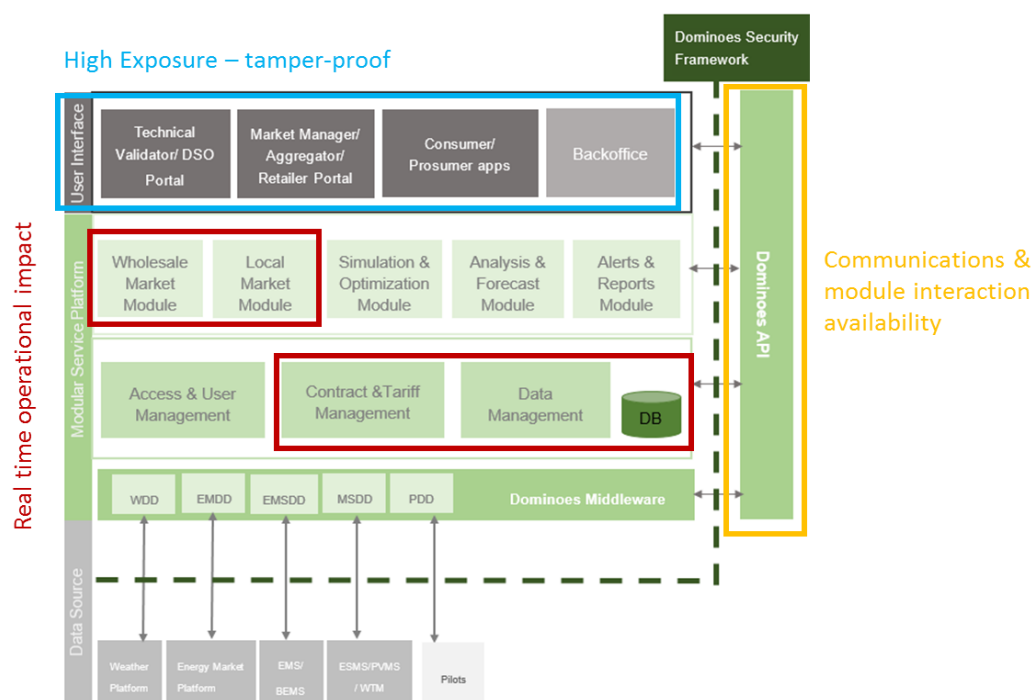 Dominoes Security
Framework
High Exposure – tamper-proof
User Interface
Technical
Validator/ DSO
Portal
Market Manager/
Aggregator/
Retailer Portal
Consumer/
Prosumer apps
Backoffice
Real time operational impact
Modular Service Platform
Wholesale
Market
Module
Local
Market
Module
Simulation &
Optimization
Module
Analysis &
Forecast
Module
Alerts &
Reports
Module
Dominoes API
Communications &
module interaction
availability
Access & User
Management
Contract &Tariff
Management
Data
Management
DB
WDD
EMDD
EMSDD
MSDD
PDD
Dominoes Middleware
Data Source
Weather
Platform
Energy Market
Platform
EMS/
BEMS
ESMS/PVMS
/ WTM
Pilots